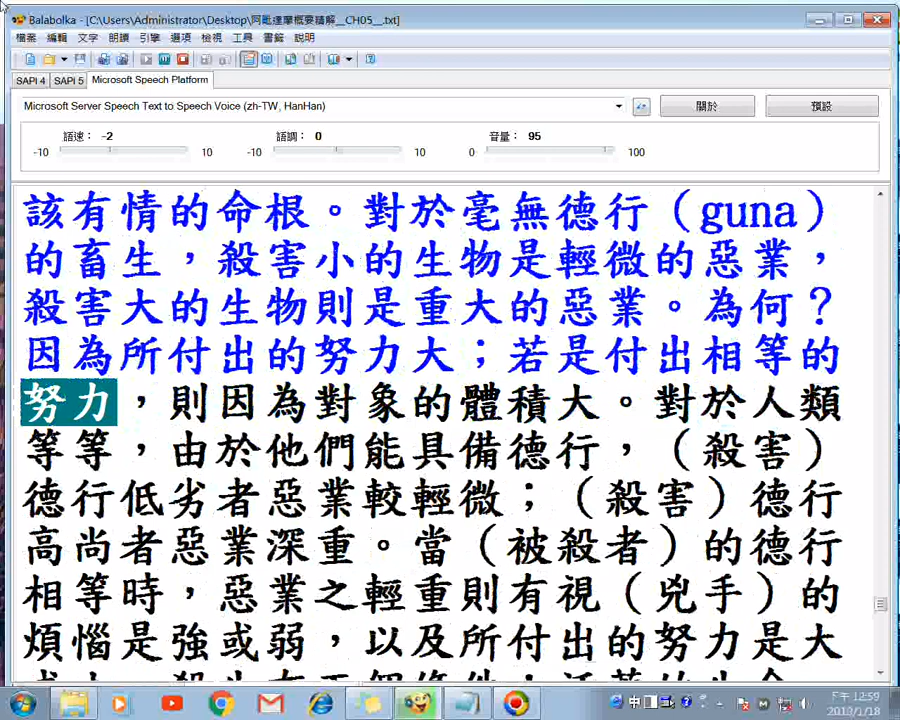 Balabolka - [C:\Users\Administrator\Desktop\阿毗達摩概要精解__CH05__.txt]
檔案 編輯 文字 朗讀 引擎 選項 檢視 工具 書籤 說明
SAPI 4 SAPI 5 Microsoft Speech Platform
Microsoft Server Speech Text to Speech Voice (zh-TW, HanHan)
關於 預設
語速： -2 語調： 0 音量： 95
-10 10 -10 10 0 100
該有情的命根。對於毫無德行（guna）
的畜生，殺害小的生物是輕微的惡業，
殺害大的生物則是重大的惡業。為何？
因為所付出的努力大；若是付出相等的
努力，則因為對象的體積大。對於人類
等等，由於他們能具備德行，（殺害）
德行低劣者惡業較輕微；（殺害）德行
高尚者惡業深重。當（被殺者）的德行
相等時，惡業之輕重則有視（兇手）的
煩惱是強或弱，以及所付出的努力是大
中
下午 12:59
2019/1/18